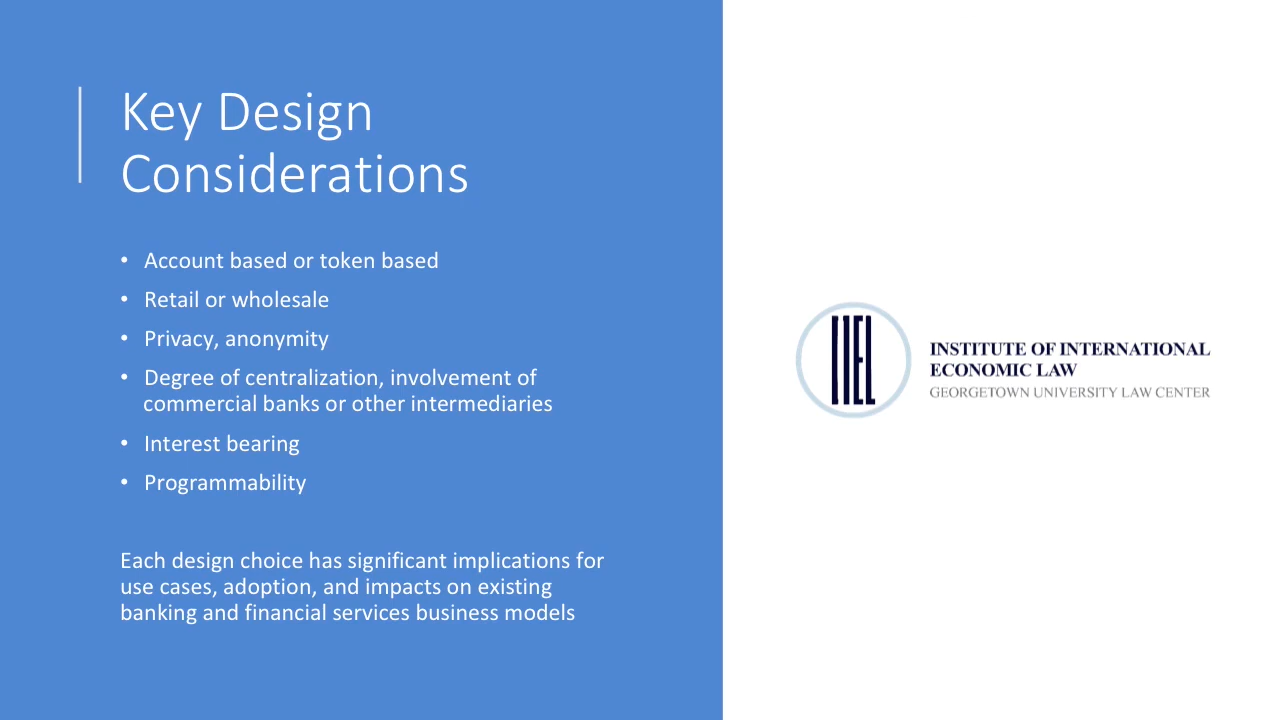 Key Design
Considerations
• Account based or token based
• Retail or wholesale
• Privacy, anonymity
• Degree of centralization, involvement of
commercial banks or other intermediaries
• Interest bearing
• Programmability
Each design choice has significant implications for
use cases, adoption, and impacts on existing
banking and financial services business models
IIEL
INSTITUTE OF INTERNATIONAL
ECONOMIC LAW
GEORGETOWN UNIVERSITY LAW CENTER